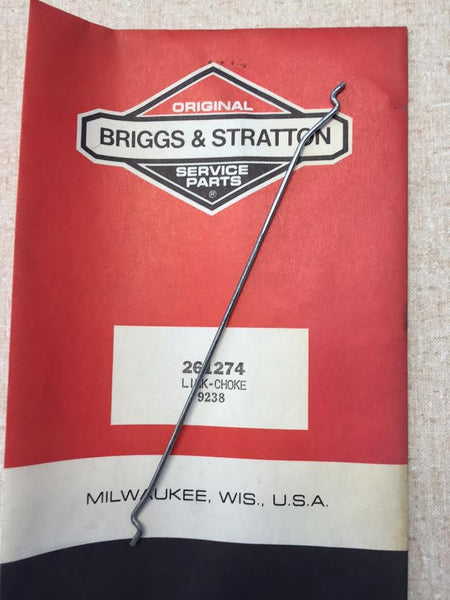 ORIGINAL
BRIGGS & STRATTON
SERVICE
PARTS
®
261274
LINK-CHOKE
9238
MILWAUKEE, WIS., U.S.A.